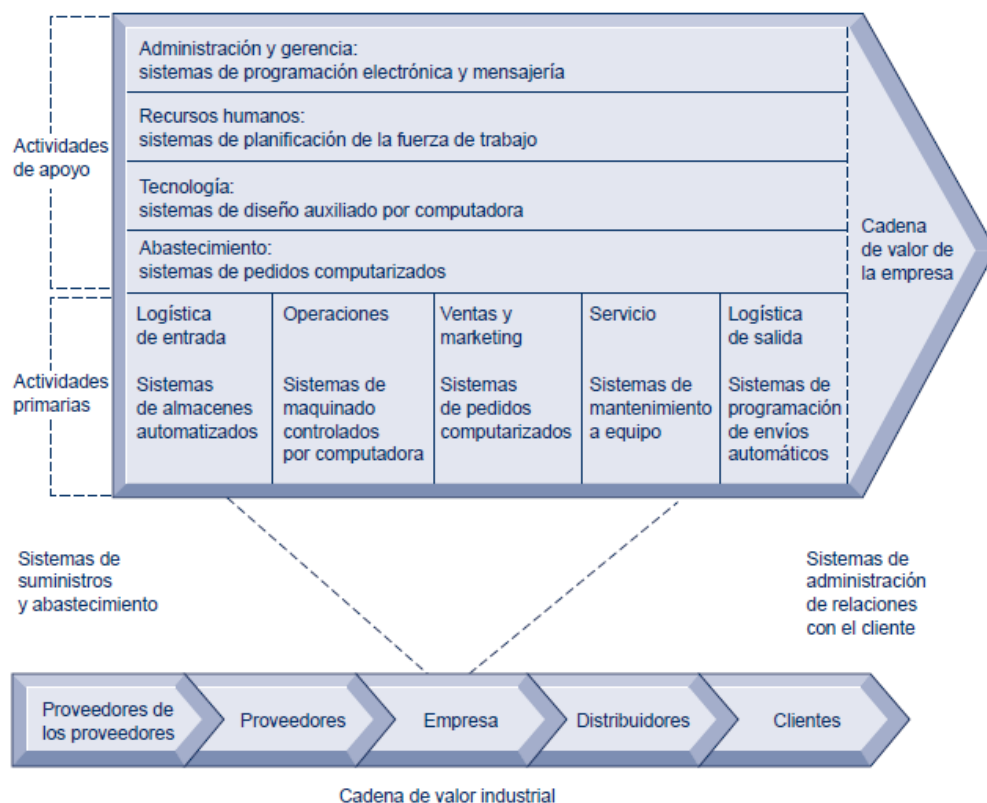 Administración y gerencia:
sistemas de programación electrónica y mensajería
Recursos humanos:
sistemas de planificación de la fuerza de trabajo
Actividades
de apoyo
Tecnología:
sistemas de diseño auxiliado por computadora
Abastecimiento:
sistemas de pedidos computarizados
Cadena
de valor de
la empresa
Actividades
primarias
Logística
de entrada
Sistemas
de almacenes
automatizados
Operaciones
Sistemas de
maquinado
controlados
por computadora
Ventas y
marketing
Sistemas
de pedidos
computarizados
Servicio
Sistemas de
mantenimiento
a equipo
Logística
de salida
Sistemas de
programación
de envíos
automáticos
Sistemas de
suministros
y abastecimiento
Sistemas de
administración
de relaciones
con el cliente
Proveedores de
los proveedores
Proveedores
Empresa
Distribuidores
Clientes
Cadena de valor industrial